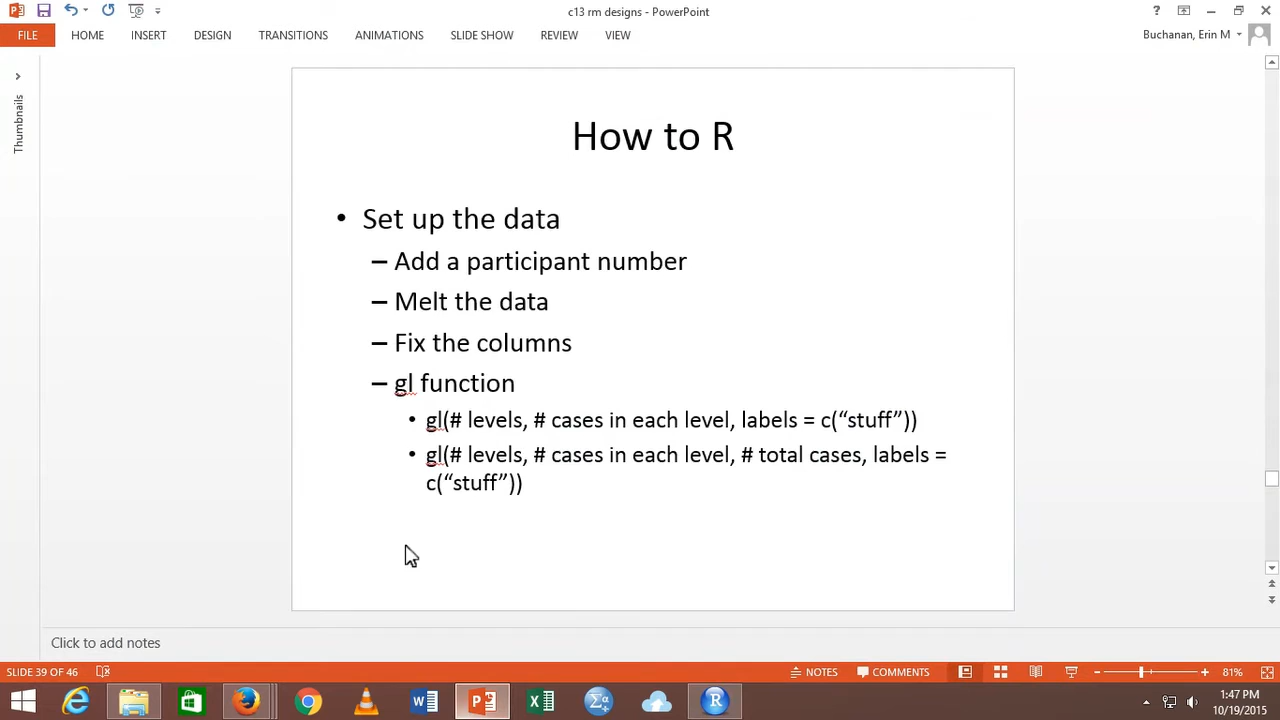 c13 rm designs - PowerPoint
?
FILE HOME INSERT DESIGN TRANSITIONS ANIMATIONS SLIDE SHOW REVIEW VIEW Buchanan, Erin M
Thumbnails
How to R
• Set up the data
– Add a participant number
– Melt the data
– Fix the columns
– gl function
• gl(# levels, # cases in each level, labels = c(“stuff”))
• gl(# levels, # cases in each level, # total cases, labels =
c(“stuff”))
Click to add notes
SLIDE 39 OF 46 NOTES COMMENTS 81%
1:47 PM
10/19/2015